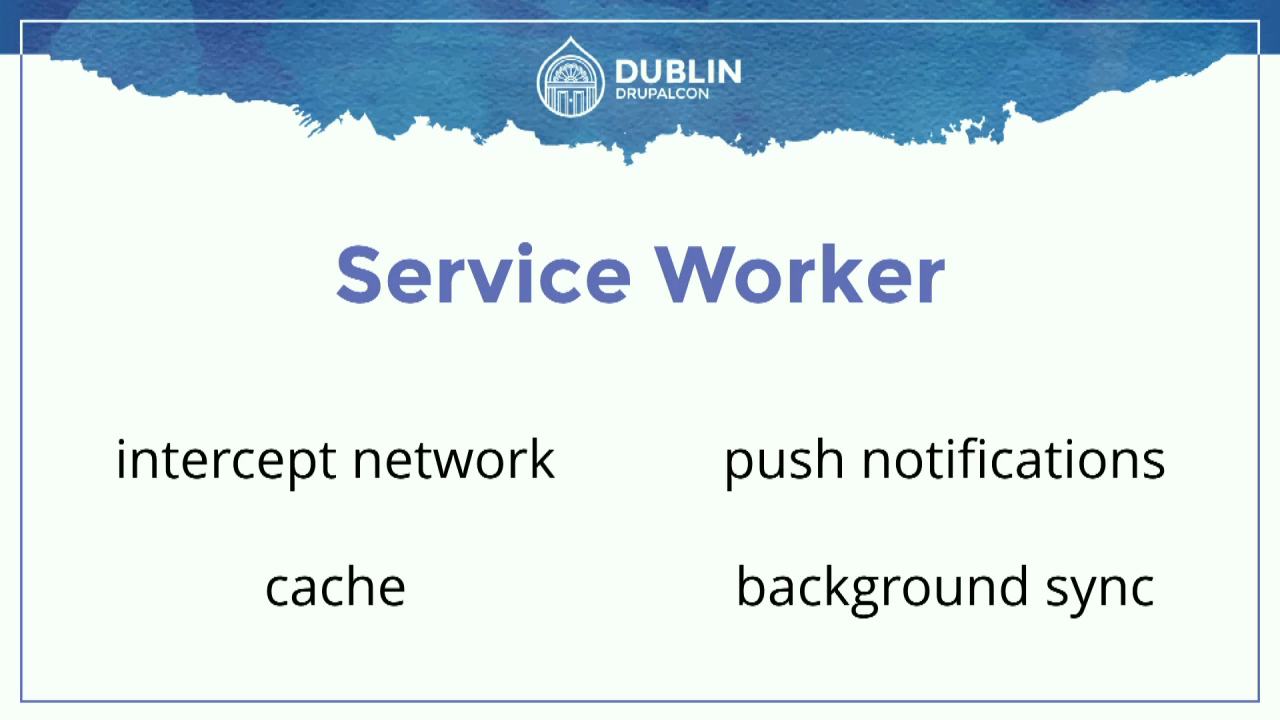 DUBLIN
DRUPALCON
Service Worker
intercept network
push notifications
cache
background sync